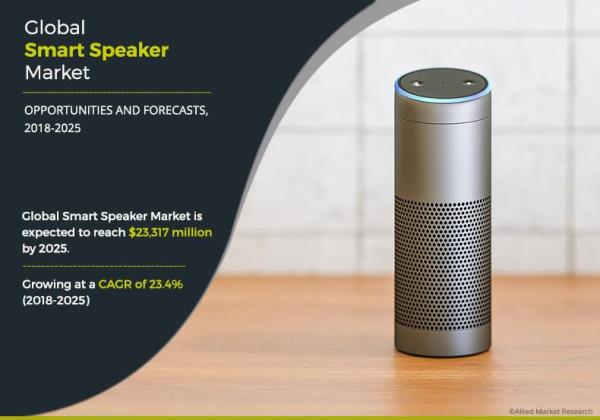 Global
Smart Speaker
Market
OPPORTUNITIES AND FORECASTS,
2018-2025
Global Smart Speaker Market is
expected to reach $23,317 million
by 2025.
Growing at a CAGR of 23.4%
(2018-2025)
©Allied Market Research